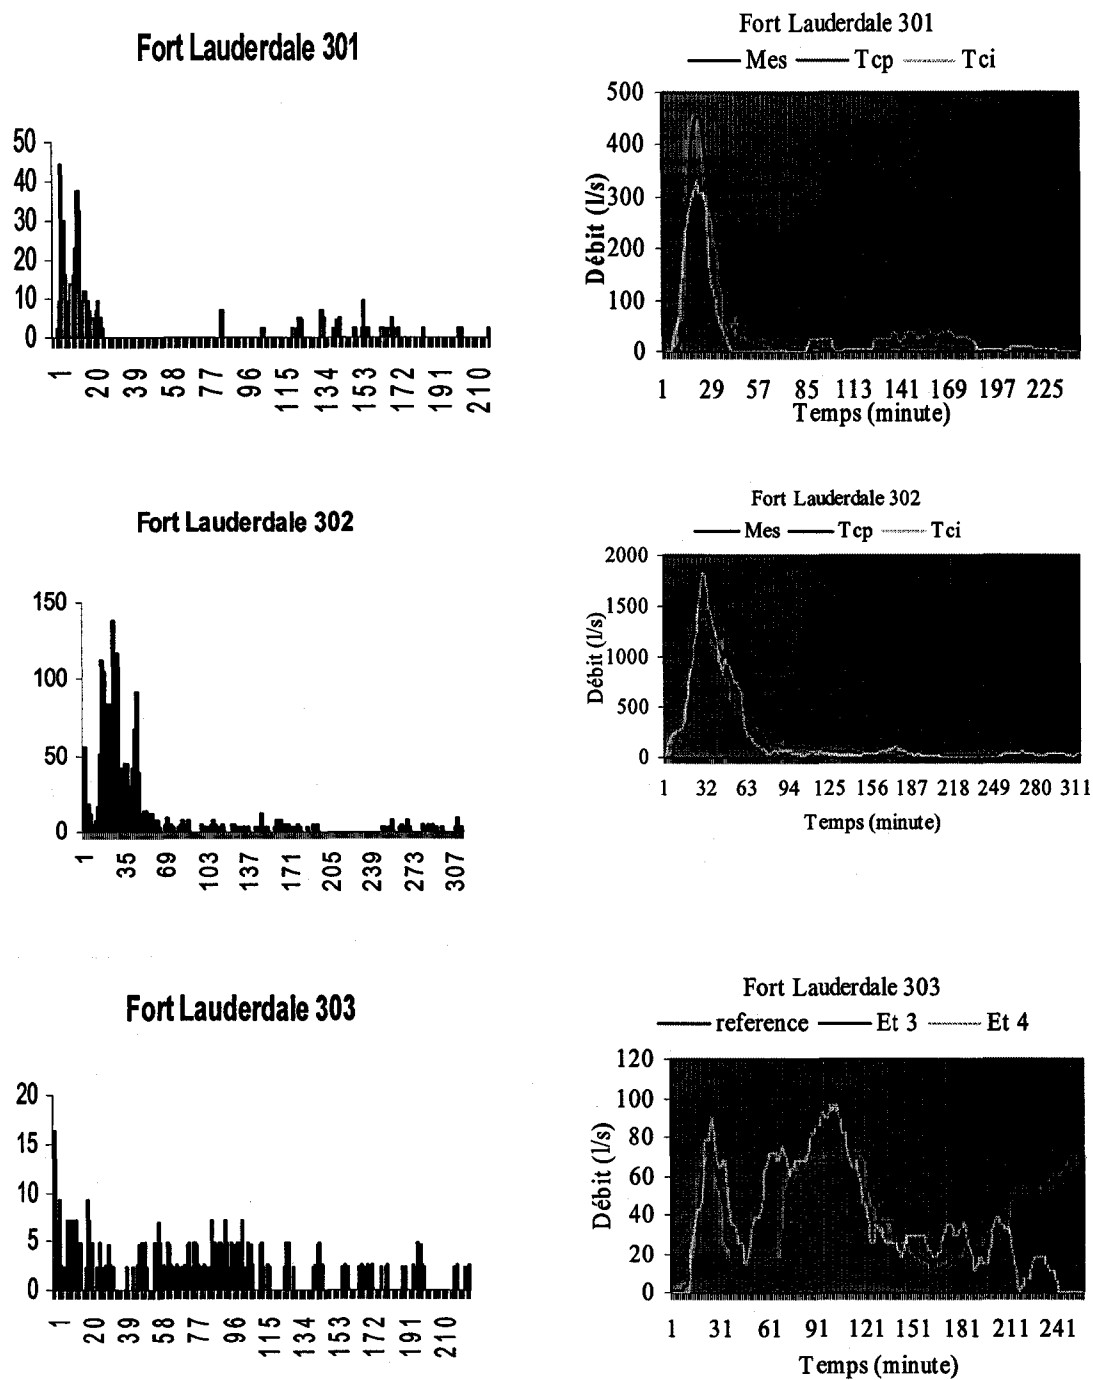 Fort Lauderdale 301
50
40
30
20
10
0
1 20 39 58 77 96 115 134 153 172 191 210
Fort Lauderdale 301
Mes Tcp Tci
500
400
300
200
100
0
Débit (l/s)
1 29 57 85 113 141 169 197 225
Temps (minute)
Fort Lauderdale 302
150
100
50
0
1 35 69 103 137 171 205 239 273 307
Fort Lauderdale 302
Mes Tcp Tci
2000
1500
1000
500
0
Débit (l/s)
1 32 63 94 125 156 187 218 249 280 311
Temps (minute)
Fort Lauderdale 303
20
15
10
5
0
1 20 39 58 77 96 115 134 153 172 191 210
Fort Lauderdale 303
reference Et 3 Et 4
120
100
80
60
40
20
0
Débit (l/s)
1 31 61 91 121 151 181 211 241
Temps (minute)